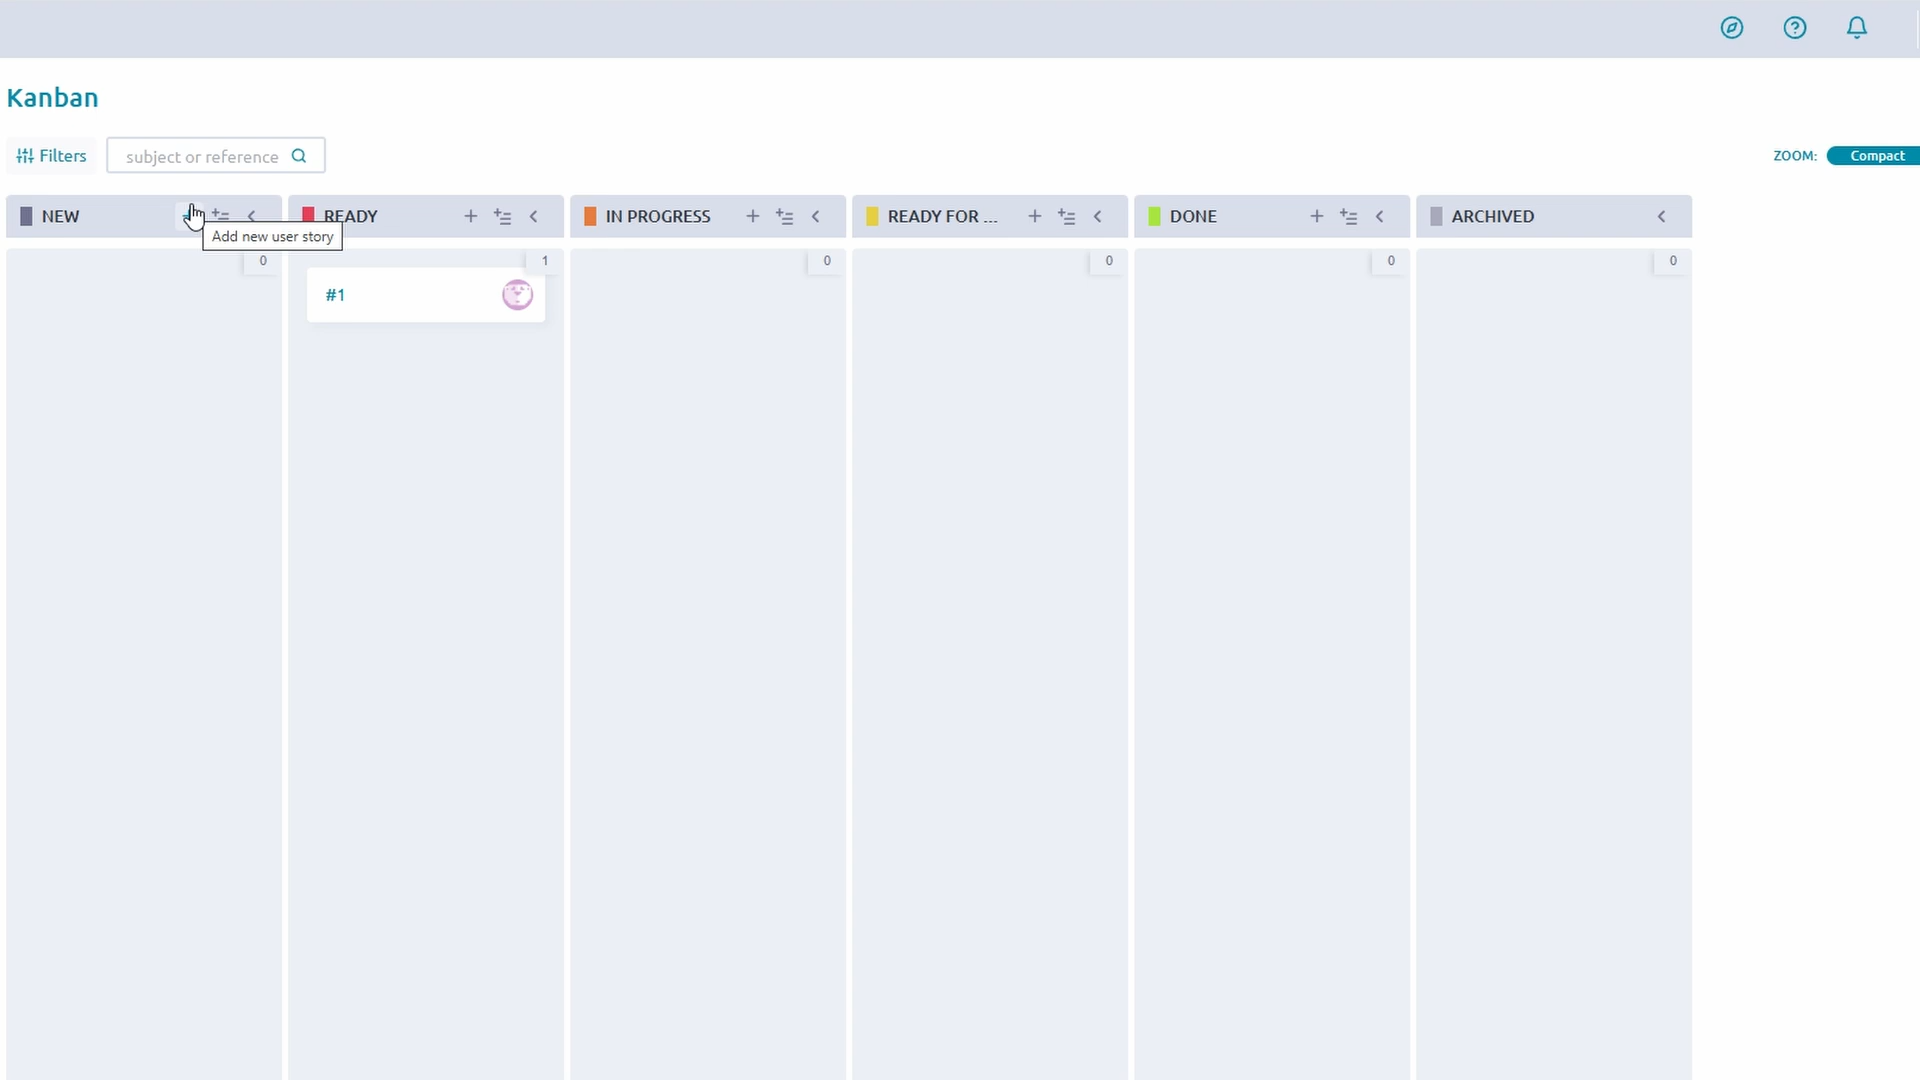 Kanban
Filters
subject or reference
ZOOM: Compact
NEW
READY
IN PROGRESS
READY FOR ...
DONE
ARCHIVED
Add new user story
0
1
0
0
0
0
#1